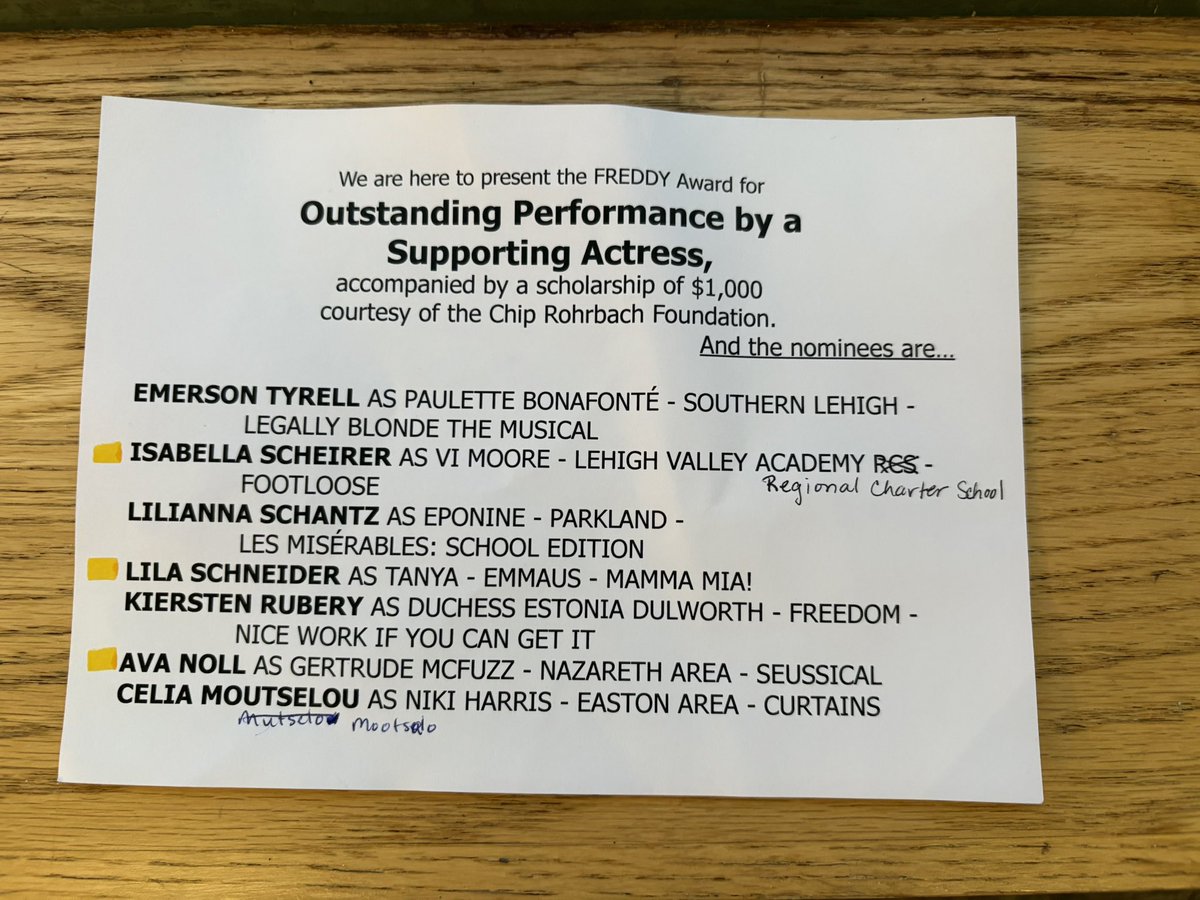 We are here to present the FREDDY Award for
Outstanding Performance by a
Supporting Actress,
accompanied by a scholarship of $1,000
courtesy of the Chip Rohrbach Foundation.
And the nominees are...
EMERSON TYRELL AS PAULETTE BONAFONTÉ - SOUTHERN LEHIGH -
LEGALLY BLONDE THE MUSICAL
ISABELLA SCHEIRER AS VI MOORE - LEHIGH VALLEY ACADEMY RCS -
FOOTLOOSE Regional Charter School
LILIANNA SCHANTZ AS EPONINE - PARKLAND -
LES MISÉRABLES: SCHOOL EDITION
LILA SCHNEIDER AS TANYA - EMMAUS - MAMMA MIA!
KIERSTEN RUBERY AS DUCHESS ESTONIA DULWORTH - FREEDOM -
NICE WORK IF YOU CAN GET IT
AVA NOLL AS GERTRUDE MCFUZZ - NAZARETH AREA - SEUSSICAL
CELIA MOUTSELOU AS NIKI HARRIS - EASTON AREA - CURTAINS